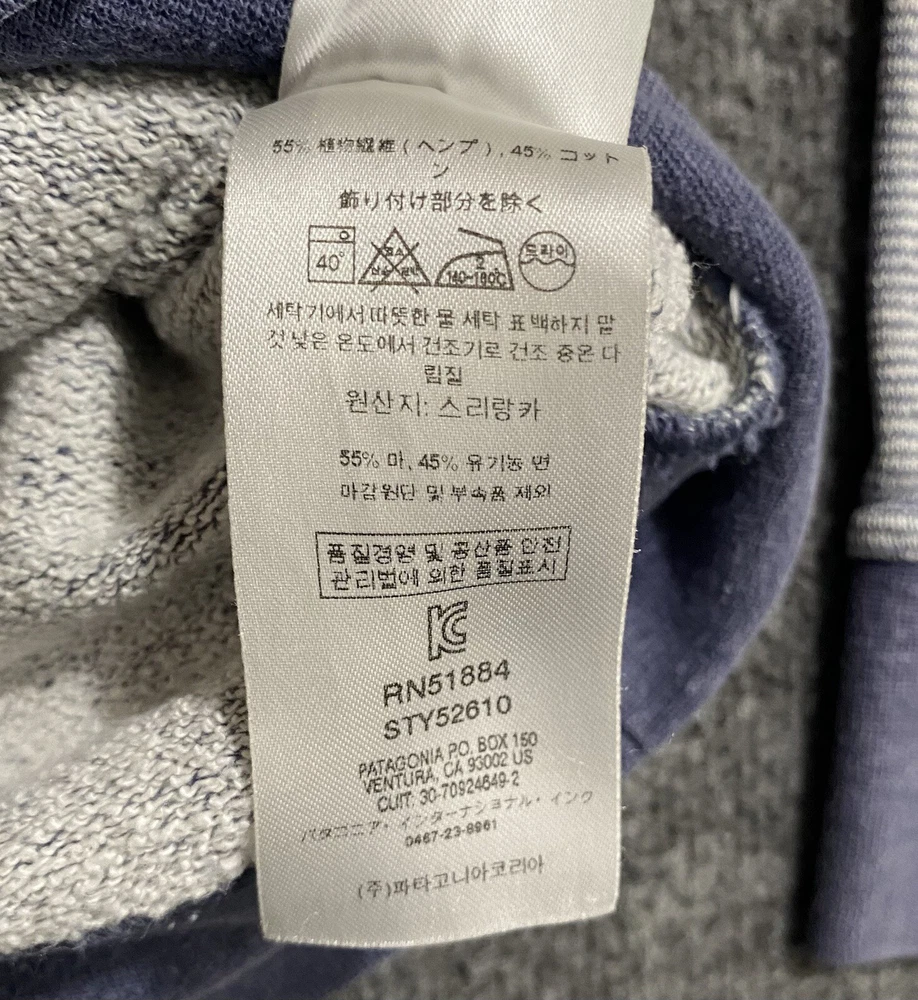 55% 植物繊維 (ヘンプ), 45% コット
ン
飾り付け部分を除く
40°
염소
140~160℃
드라이
세탁기에서 따뜻한 물 세탁 표백하지 말
것 낮은 온도에서 건조기로 건조 중온 다
림질
원산지: 스리랑카
55% 마, 45% 유기농 면
마감원단 및 부속품 제외
품질경영 및 공산품 안전
관리법에 의한 품질표시
RN51884
STY52610
PATAGONIA P.O. BOX 150
VENTURA, CA 93002 US
CUIT: 30-70924649-2
パタゴニア・インターナショナル・インク
0467-23-8961
(주)파타고니아코리아